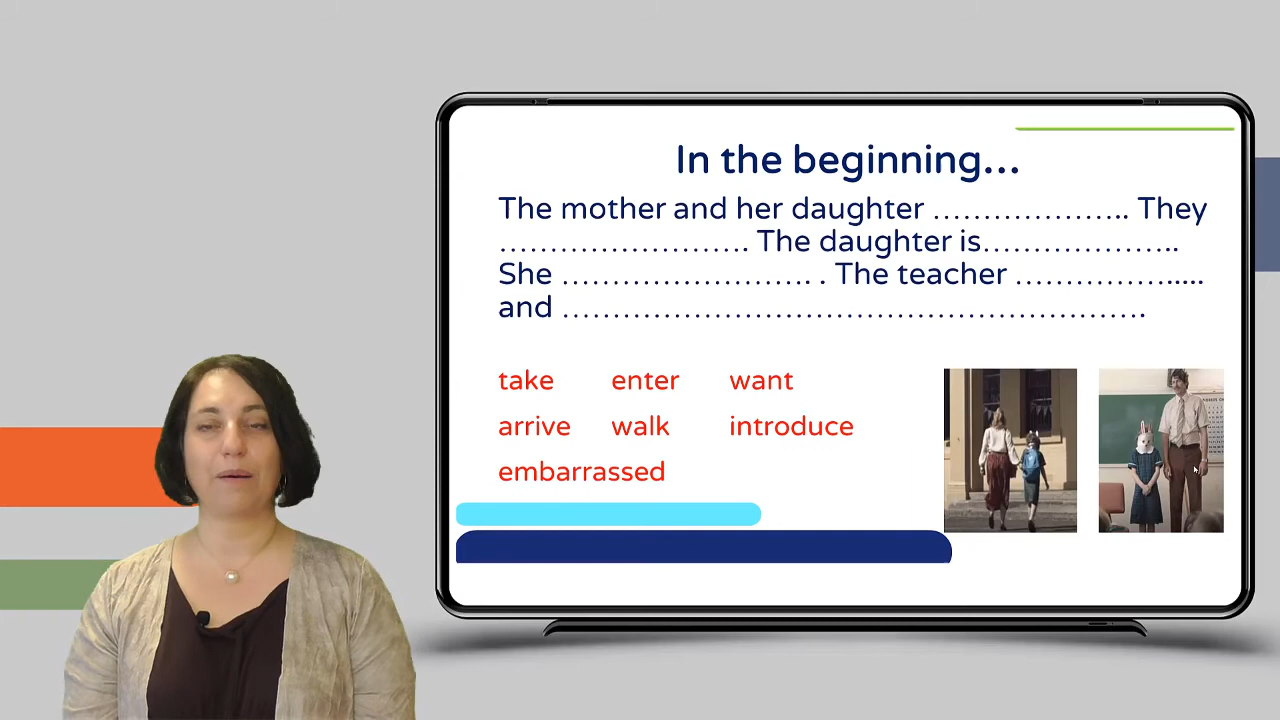 In the beginning...
The mother and her daughter ………………….. They
……………………. The daughter is………………..
She ……………………. . The teacher …………….....
and ………………………………………………….
take enter want
arrive walk introduce
embarrassed